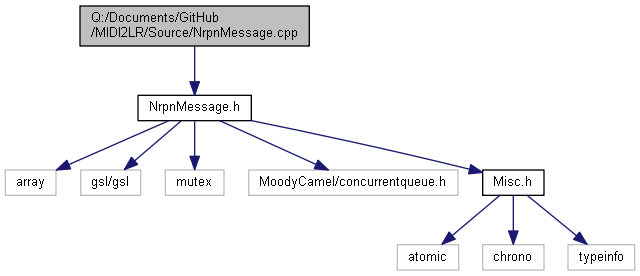 Q:/Documents/GitHub
/MIDI2LR/Source/NrpnMessage.cpp
NrpnMessage.h
array
gsl/gsl
mutex
MoodyCamel/concurrentqueue.h
Misc.h
atomic
chrono
typeinfo